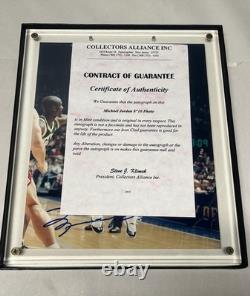 COLLECTORS ALLIANCE INC
CONTRACT OF GUARANTEE
Certificate of Authenticity
We Guarantee that the autograph on this
Michael Jordan 8*10 Photo
is in Mint condition and is original in every respect. This
autograph is not a facsimile and has not been reproduced in
anyway. Furthermore our Iron Clad guarantee is good for the
life of the product.
Any Alteration, changes or damage to the autograph or the
piece the autograph is on makes this guarantee null and
void
Steve J.
President, Collectors Alliance Inc.